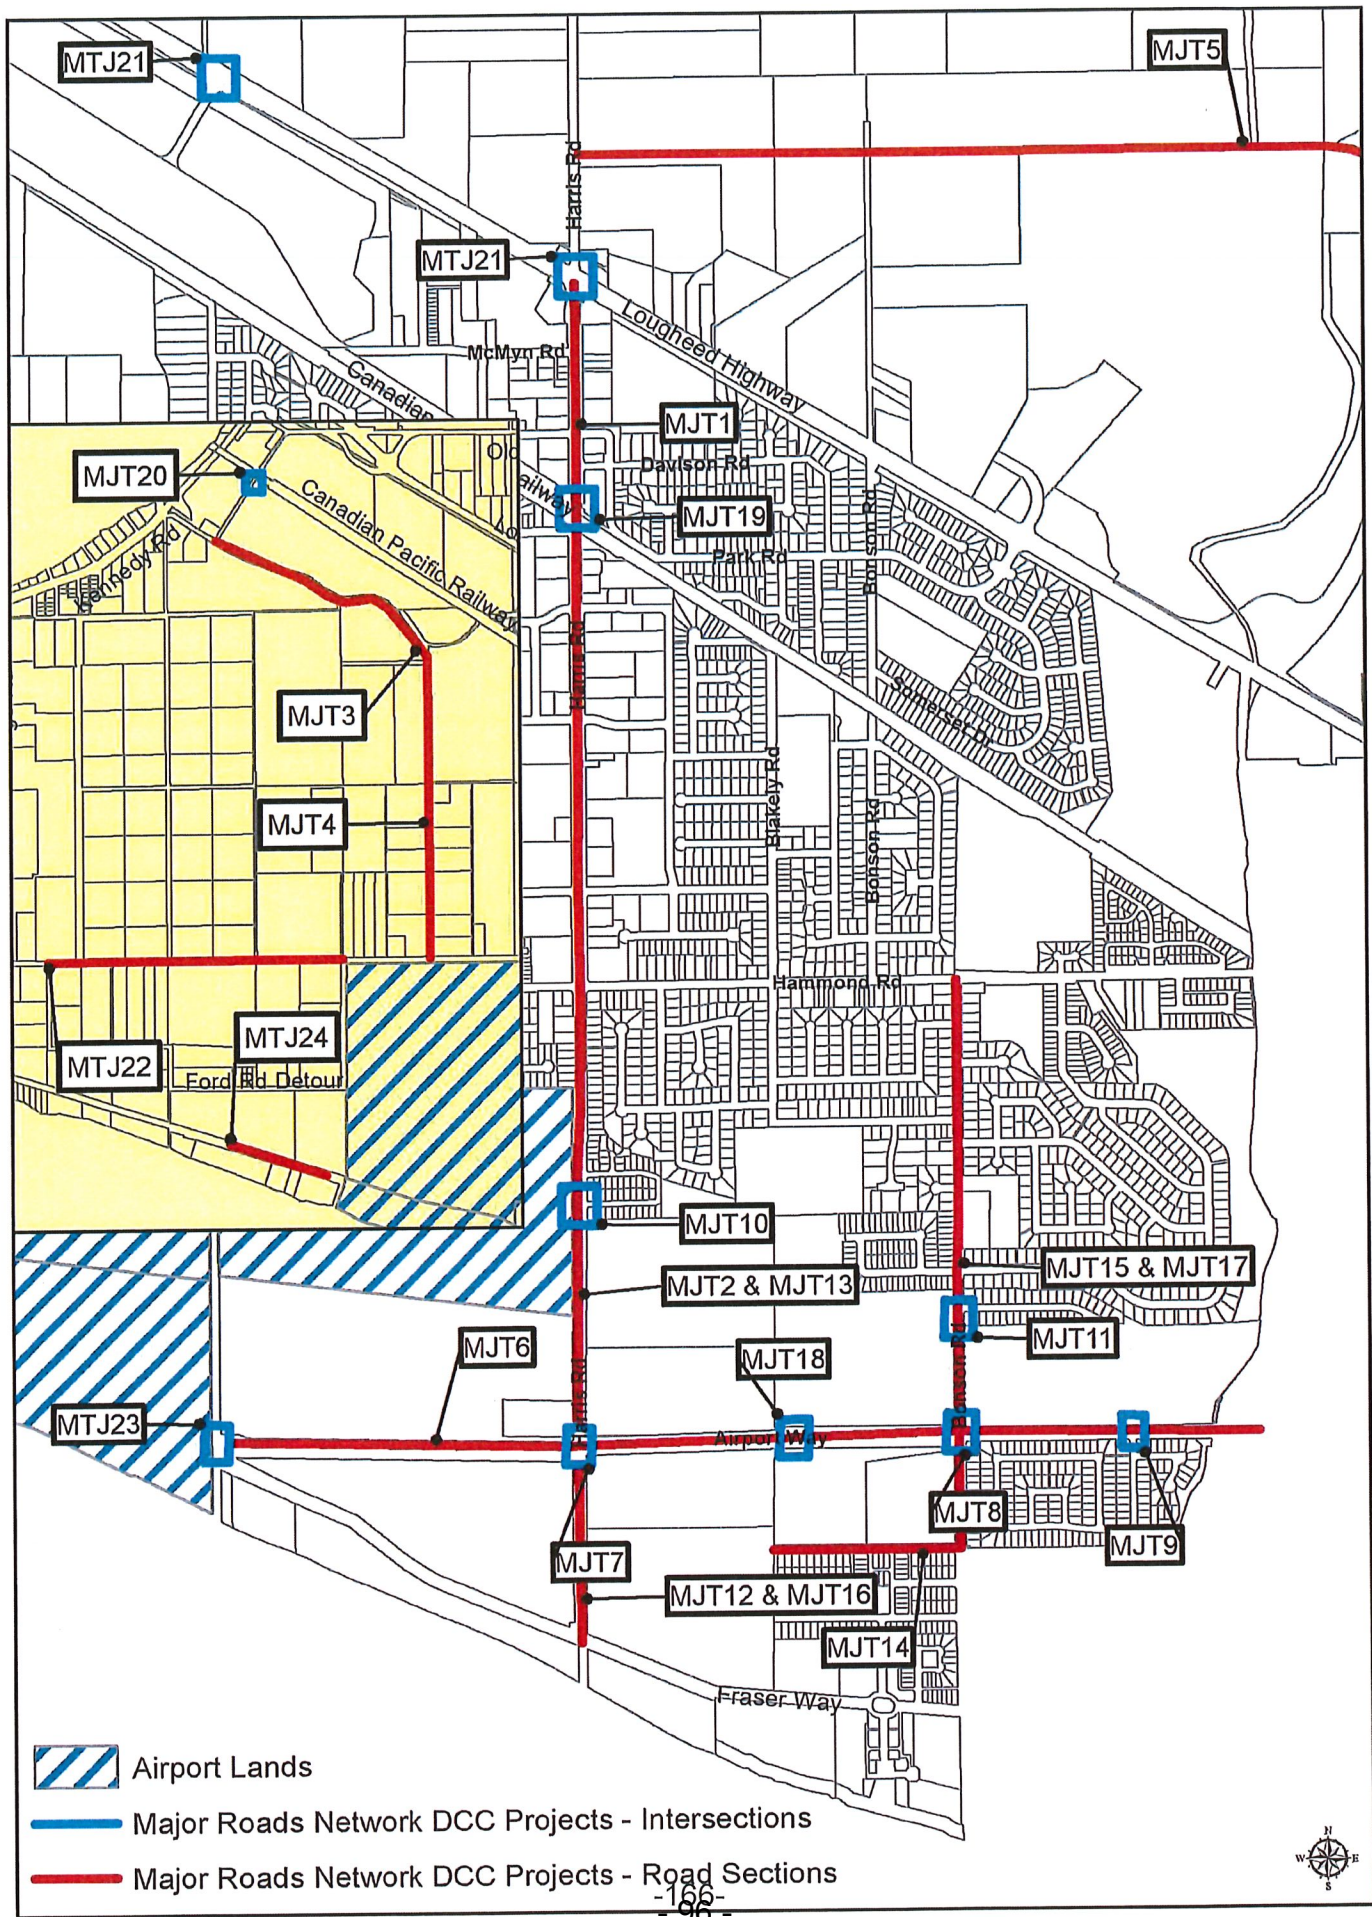 MTJ21
MJT5
Harris Rd
MTJ21
Lougheed Highway
McMyn Rd
Canadian
MJT1
Old
Davison Rd
MJT20
Canadian Pacific Railway
ailway
MJT19
Lo
Kennedy Rd
Park Rd
Bonson Rd
Harris Rd
MJT3
Somerset Dr
MJT4
Blakely Rd
Bonson Rd
Hammond Rd
MTJ22
MTJ24
Ford Rd Detour
MJT10
MJT2 & MJT13
MJT15 & MJT17
MJT6
MJT18
MJT11
Harris Rd
Bonson Rd
MTJ23
Airport Way
MJT8
MJT9
MJT7
MJT12 & MJT16
MJT14
Fraser Way
Airport Lands
Major Roads Network DCC Projects - Intersections
Major Roads Network DCC Projects - Road Sections
N
W E
S
-166-
- 96 -